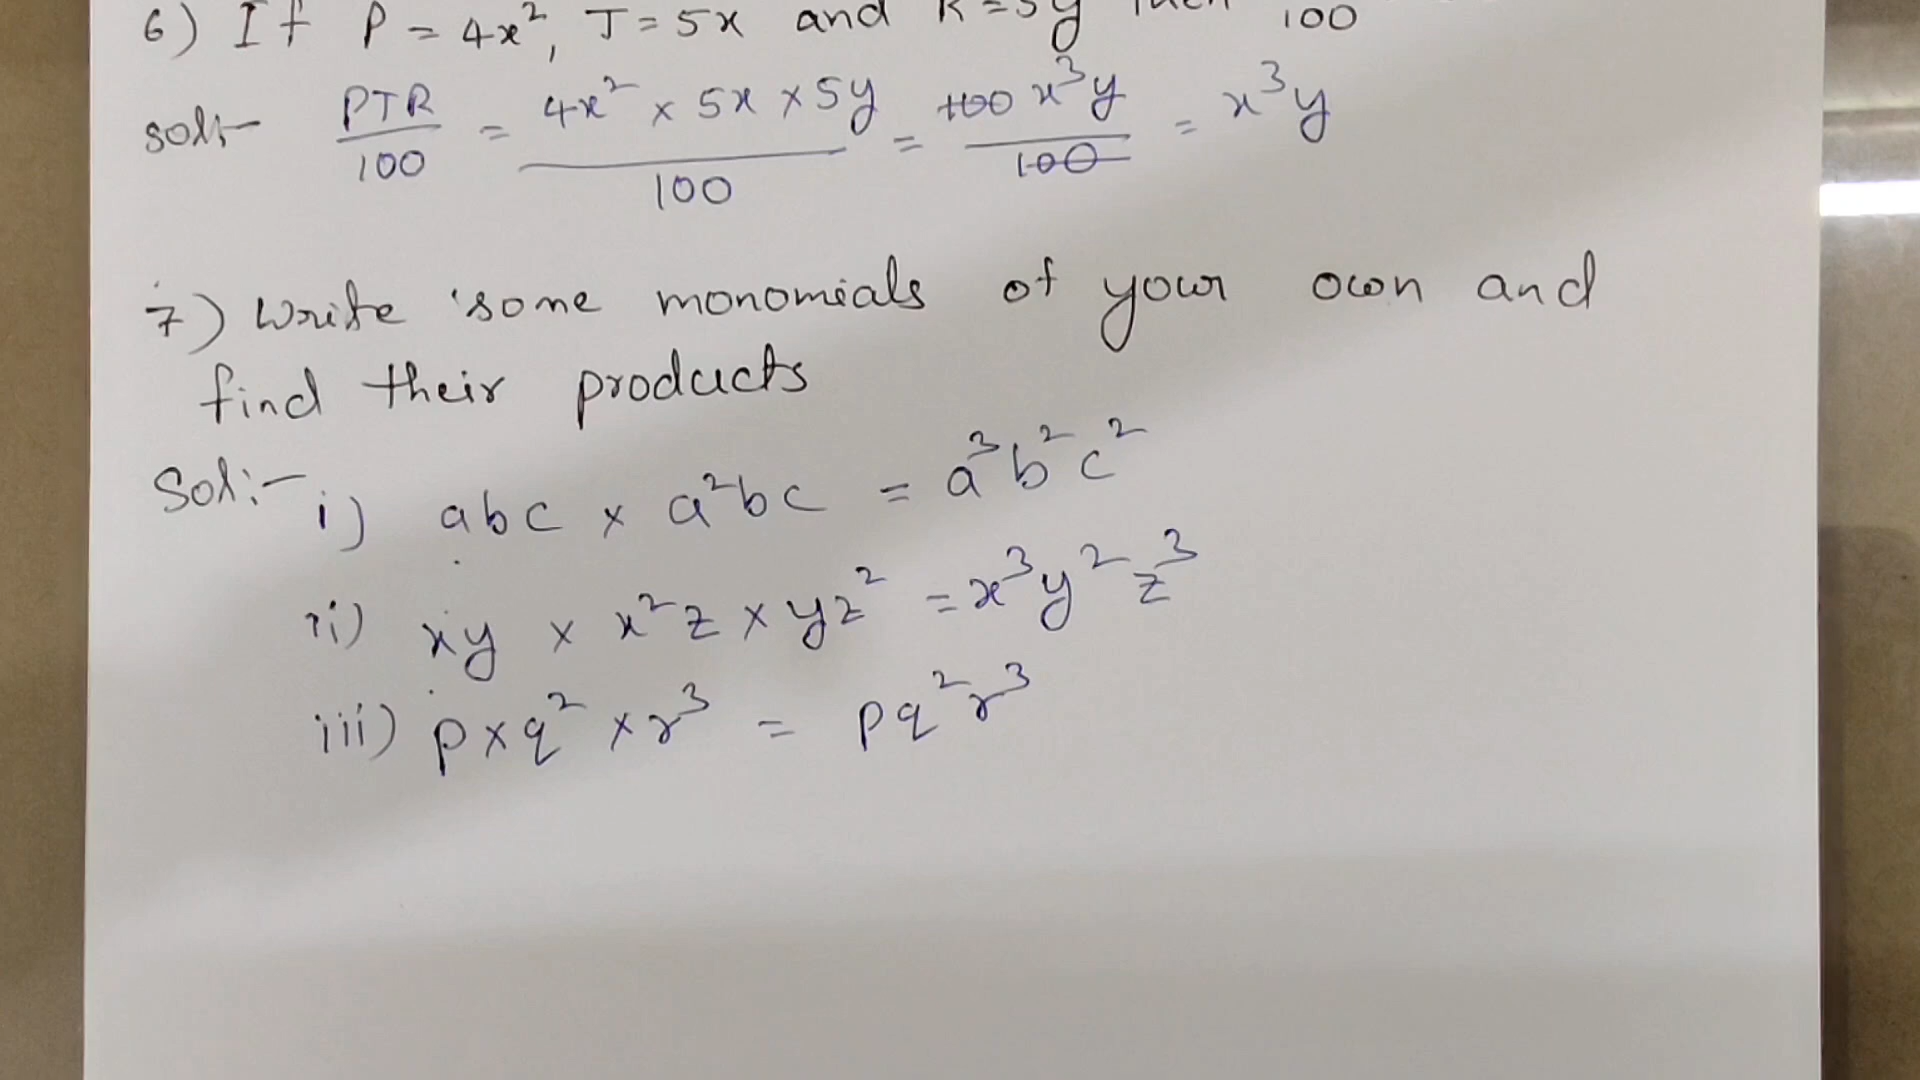 6) If P = 4x², T = 5x and R = 5y 100
sol:- PTR/100 = 4x² × 5x × 5y/100 = 100x³y/100 = x³y
7) Write some monomials of your own and
find their products
Sol:- i) abc × a²bc = a³b²c²
ii) xy × x²z × yz² = x³y²z³
iii) p × q² × r³ = pq²r³